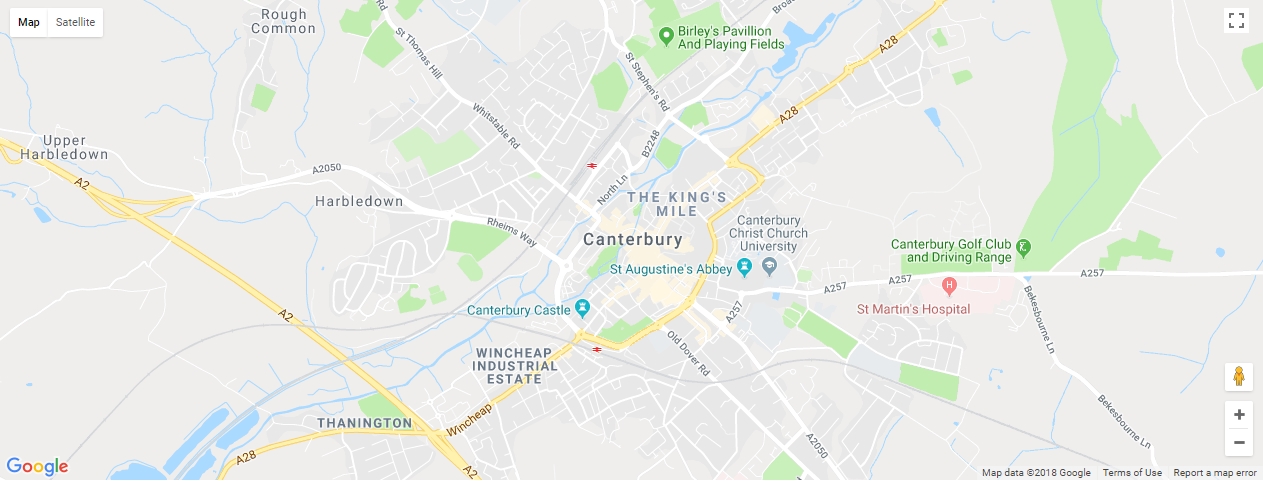 Map
Satellite
Rough
Common
Rd
St Thomas Hill
Birley's Pavillion
And Playing Fields
A28
St Stephen's Rd
Whitstable Rd
A28
B2248
Upper
Harbledown
A2
A2050
Harbledown
North Ln
THE KING'S
MILE
Rheims Way
Canterbury
Canterbury
Christ Church
University
St Augustine's Abbey
Canterbury Golf Club
and Driving Range
H
A257
A257
A257
A257
St Martin's Hospital
Bekesbourne Ln
Canterbury Castle
A2
Old Dover Rd
WINCHEAP
INDUSTRIAL
ESTATE
THANINGTON
Wincheap
Bekesbourne Ln
A2050
A28
A2
Google
Map data ©2018 Google
Terms of Use
Report a map error